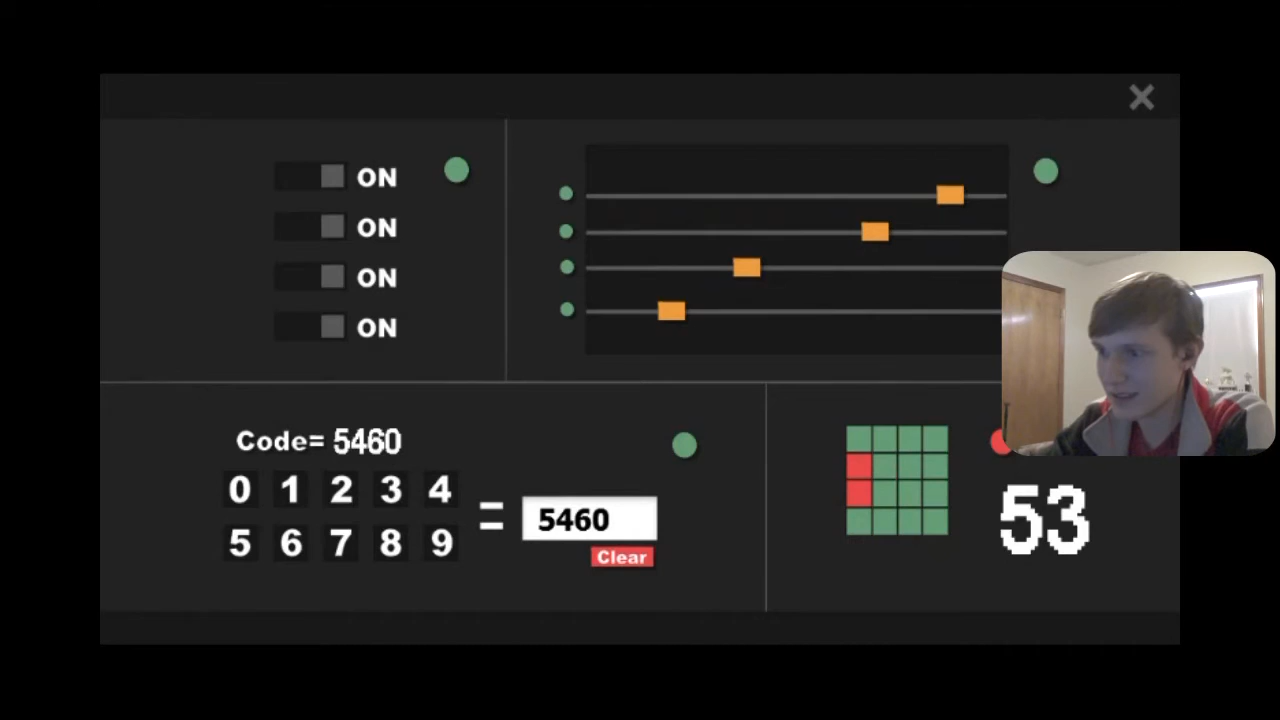 ON
ON
ON
ON
Code= 5460
0 1 2 3 4
5 6 7 8 9
= 5460
Clear
53